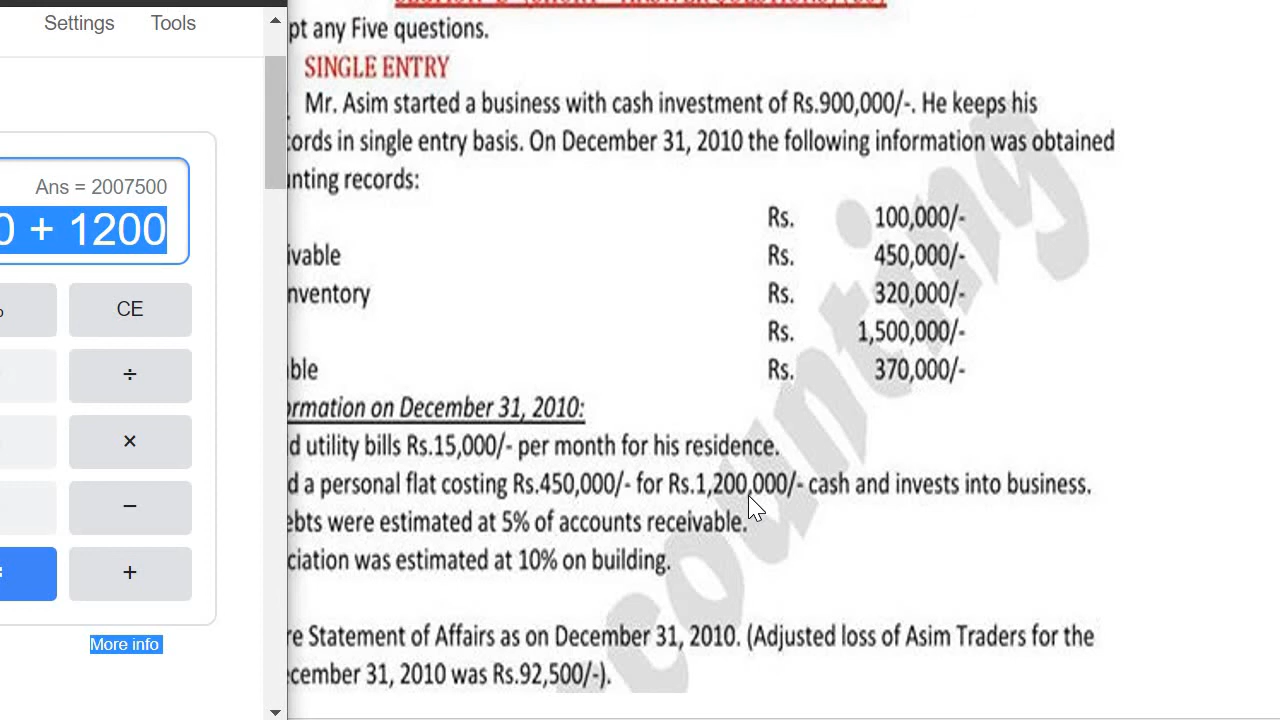 Settings Tools
pt any Five questions.
SINGLE ENTRY
Mr. Asim started a business with cash investment of Rs.900,000/-. He keeps his
cords in single entry basis. On December 31, 2010 the following information was obtained
unting records:
Ans = 2007500
0 + 1200
Rs. 100,000/-
ivable Rs. 450,000/-
nventory Rs. 320,000/-
Rs. 1,500,000/-
ble Rs. 370,000/-
CE
÷
×
−
+
=
More info
ormation on December 31, 2010:
d utility bills Rs.15,000/- per month for his residence.
d a personal flat costing Rs.450,000/- for Rs.1,200,000/- cash and invests into business.
ebts were estimated at 5% of accounts receivable.
ciation was estimated at 10% on building.
re Statement of Affairs as on December 31, 2010. (Adjusted loss of Asim Traders for the
ecember 31, 2010 was Rs.92,500/-).
counting